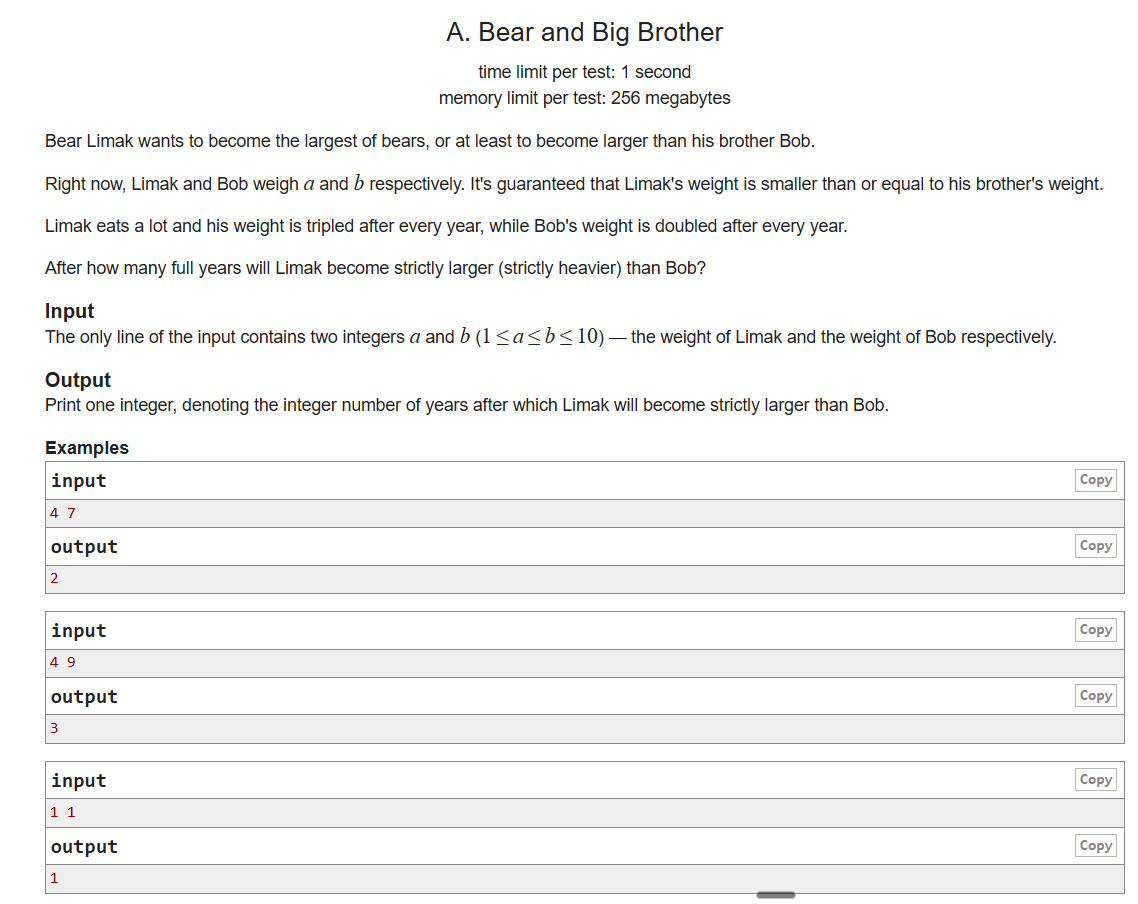 A. Bear and Big Brother
time limit per test: 1 second
memory limit per test: 256 megabytes
Bear Limak wants to become the largest of bears, or at least to become larger than his brother Bob.
Right now, Limak and Bob weigh a and b respectively. It's guaranteed that Limak's weight is smaller than or equal to his brother's weight.
Limak eats a lot and his weight is tripled after every year, while Bob's weight is doubled after every year.
After how many full years will Limak become strictly larger (strictly heavier) than Bob?
Input
The only line of the input contains two integers a and b (1 ≤ a ≤ b ≤ 10) — the weight of Limak and the weight of Bob respectively.
Output
Print one integer, denoting the integer number of years after which Limak will become strictly larger than Bob.
Examples
input Copy
4 7
output Copy
2
input Copy
4 9
output Copy
3
input Copy
1 1
output Copy
1